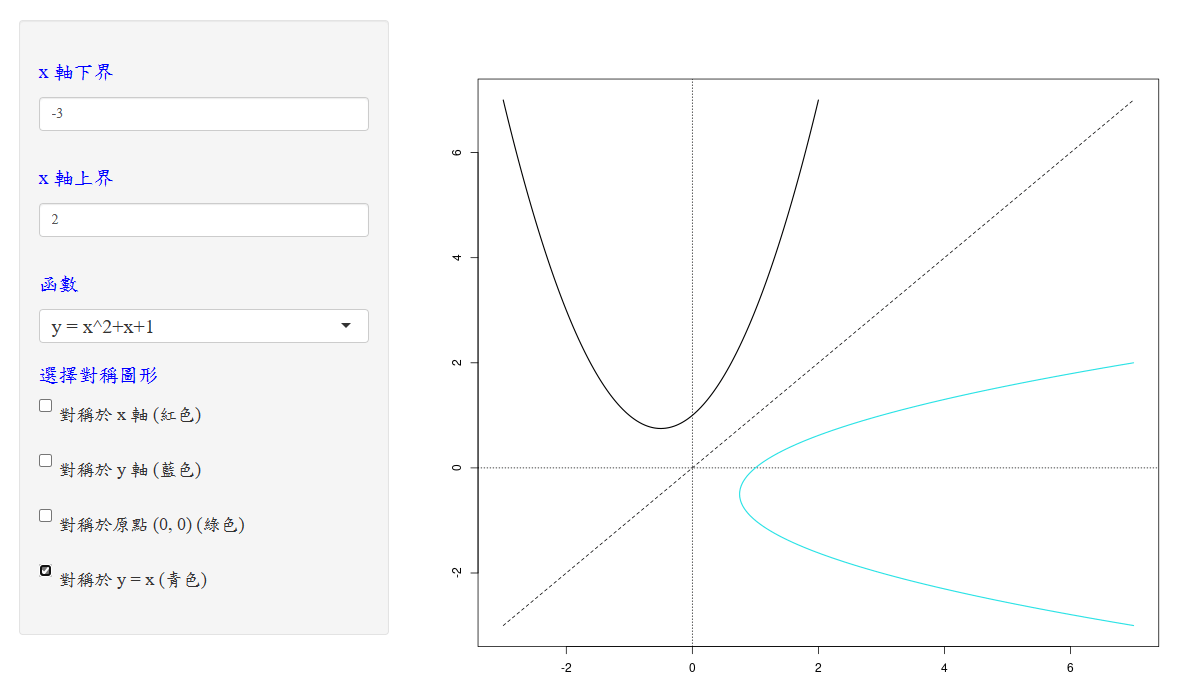 x 軸下界
-3
x 軸上界
2
函數
y = x^2+x+1
選擇對稱圖形
對稱於 x 軸 (紅色)
對稱於 y 軸 (藍色)
對稱於原點 (0, 0) (綠色)
對稱於 y = x (青色)
6
4
2
0
-2
-2 0 2 4 6